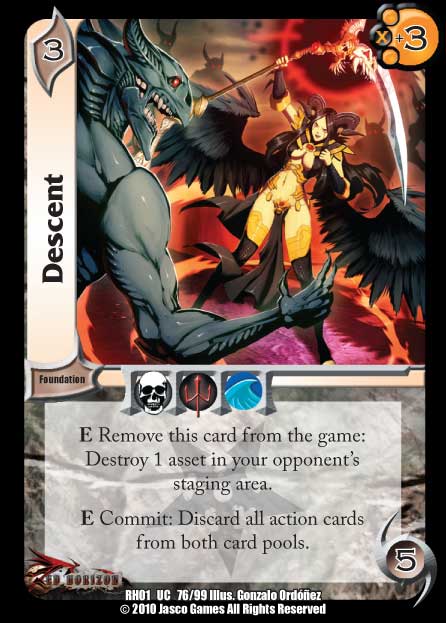 3
X +3
Descent
Foundation
E Remove this card from the game:
Destroy 1 asset in your opponent's
staging area.
E Commit: Discard all action cards
from both card pools.
5
RED HORIZON
RH01 UC 76/99 Illus. Gonzalo Ordóñez
© 2010 Jasco Games All Rights Reserved